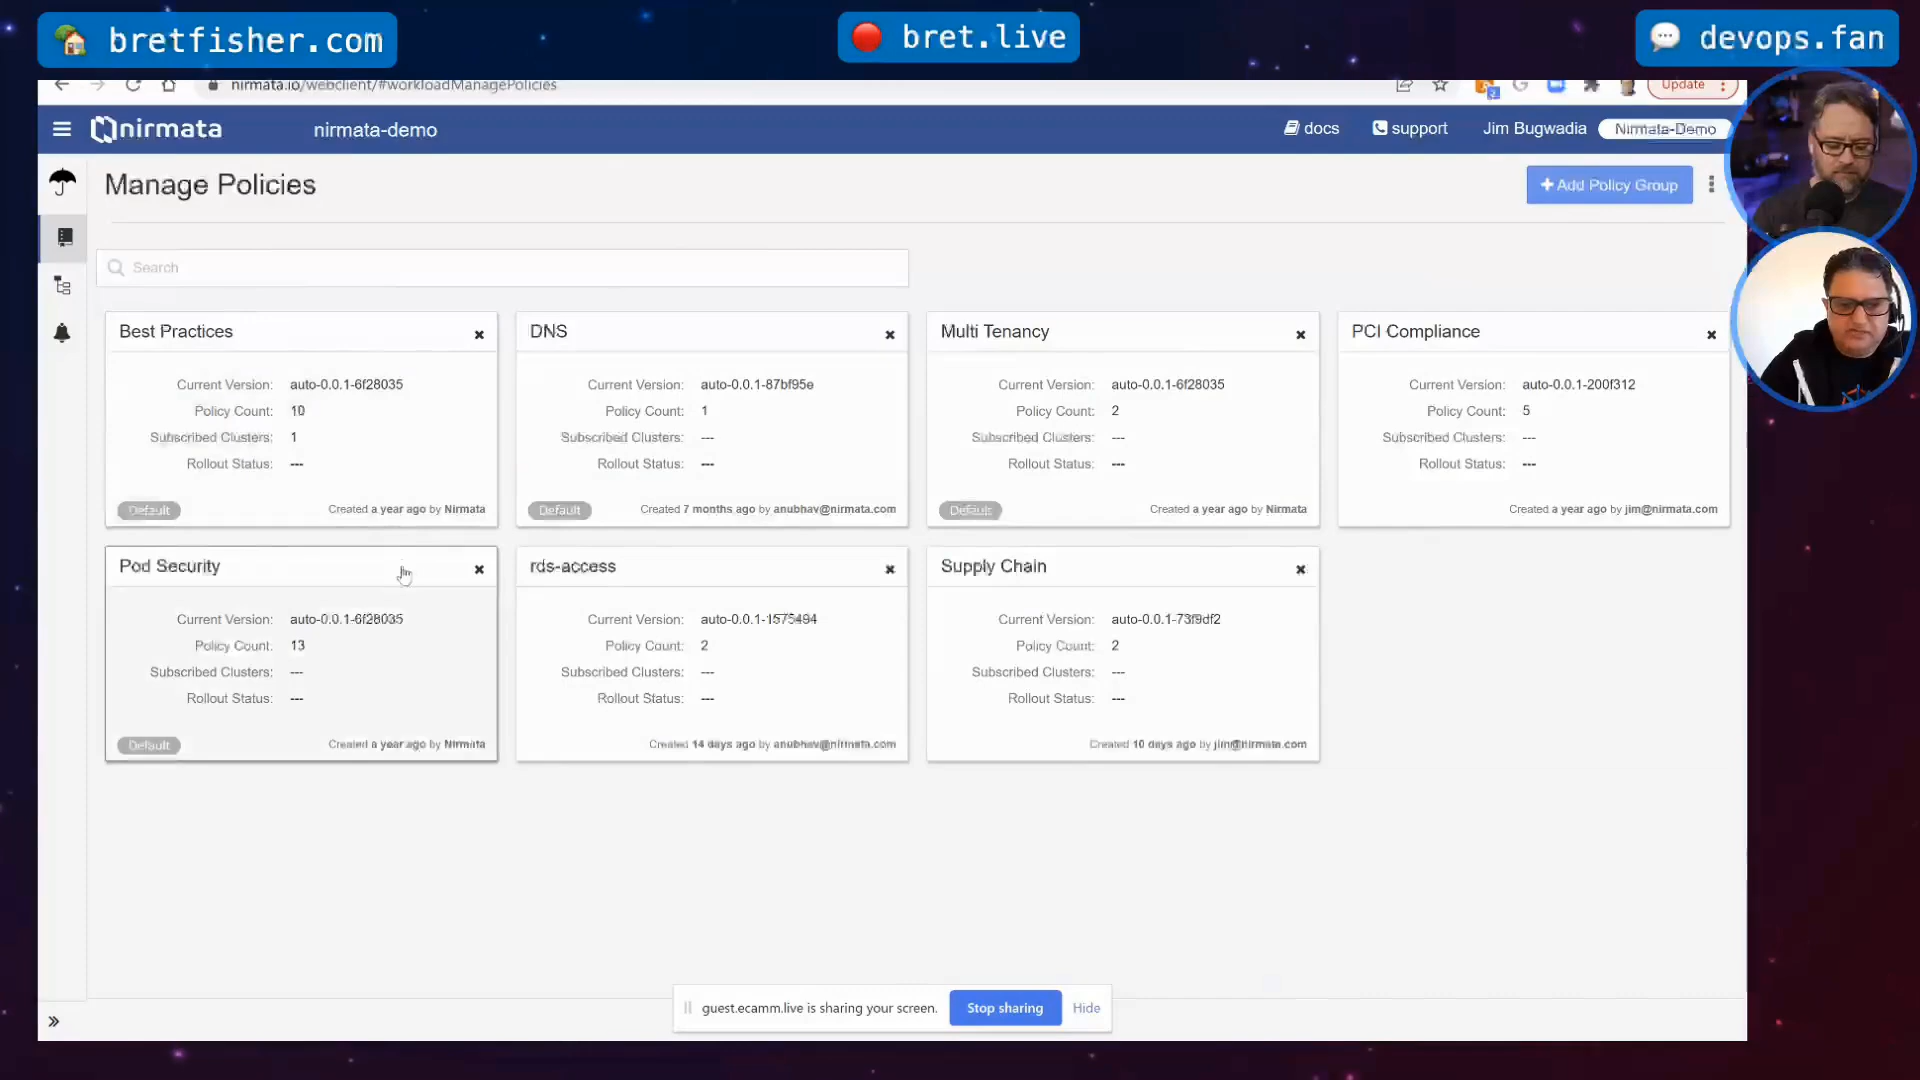 bretfisher.com
bret.live
devops.fan
nirmata.io/webclient/#workloadManagePolicies
Update
nirmata
nirmata-demo
docs
support
Jim Bugwadia
Nirmata-Demo
Manage Policies
+ Add Policy Group
Search
Best Practices
Current Version: auto-0.0.1-6f28035
Policy Count: 10
Subscribed Clusters: 1
Rollout Status: ---
Default
Created a year ago by Nirmata
DNS
Current Version: auto-0.0.1-87bf95e
Policy Count: 1
Subscribed Clusters: ---
Rollout Status: ---
Default
Created 7 months ago by anubhav@nirmata.com
Multi Tenancy
Current Version: auto-0.0.1-6f28035
Policy Count: 2
Subscribed Clusters: ---
Rollout Status: ---
Default
Created a year ago by Nirmata
PCI Compliance
Current Version: auto-0.0.1-200f312
Policy Count: 5
Subscribed Clusters: ---
Rollout Status: ---
Created a year ago by jim@nirmata.com
Pod Security
Current Version: auto-0.0.1-6f28035
Policy Count: 13
Subscribed Clusters: ---
Rollout Status: ---
Default
Created a year ago by Nirmata
rds-access
Current Version:
Policy Count: 2
Subscribed Clusters: ---
Rollout Status: ---
Created 14 days ago by anubhav@nirmata.com
Supply Chain
Current Version: auto-0.0.1-73f9df2
Policy Count: 2
Subscribed Clusters: ---
Rollout Status: ---
Created 10 days ago by jim@nirmata.com
guest.ecamm.live is sharing your screen.
Stop sharing
Hide